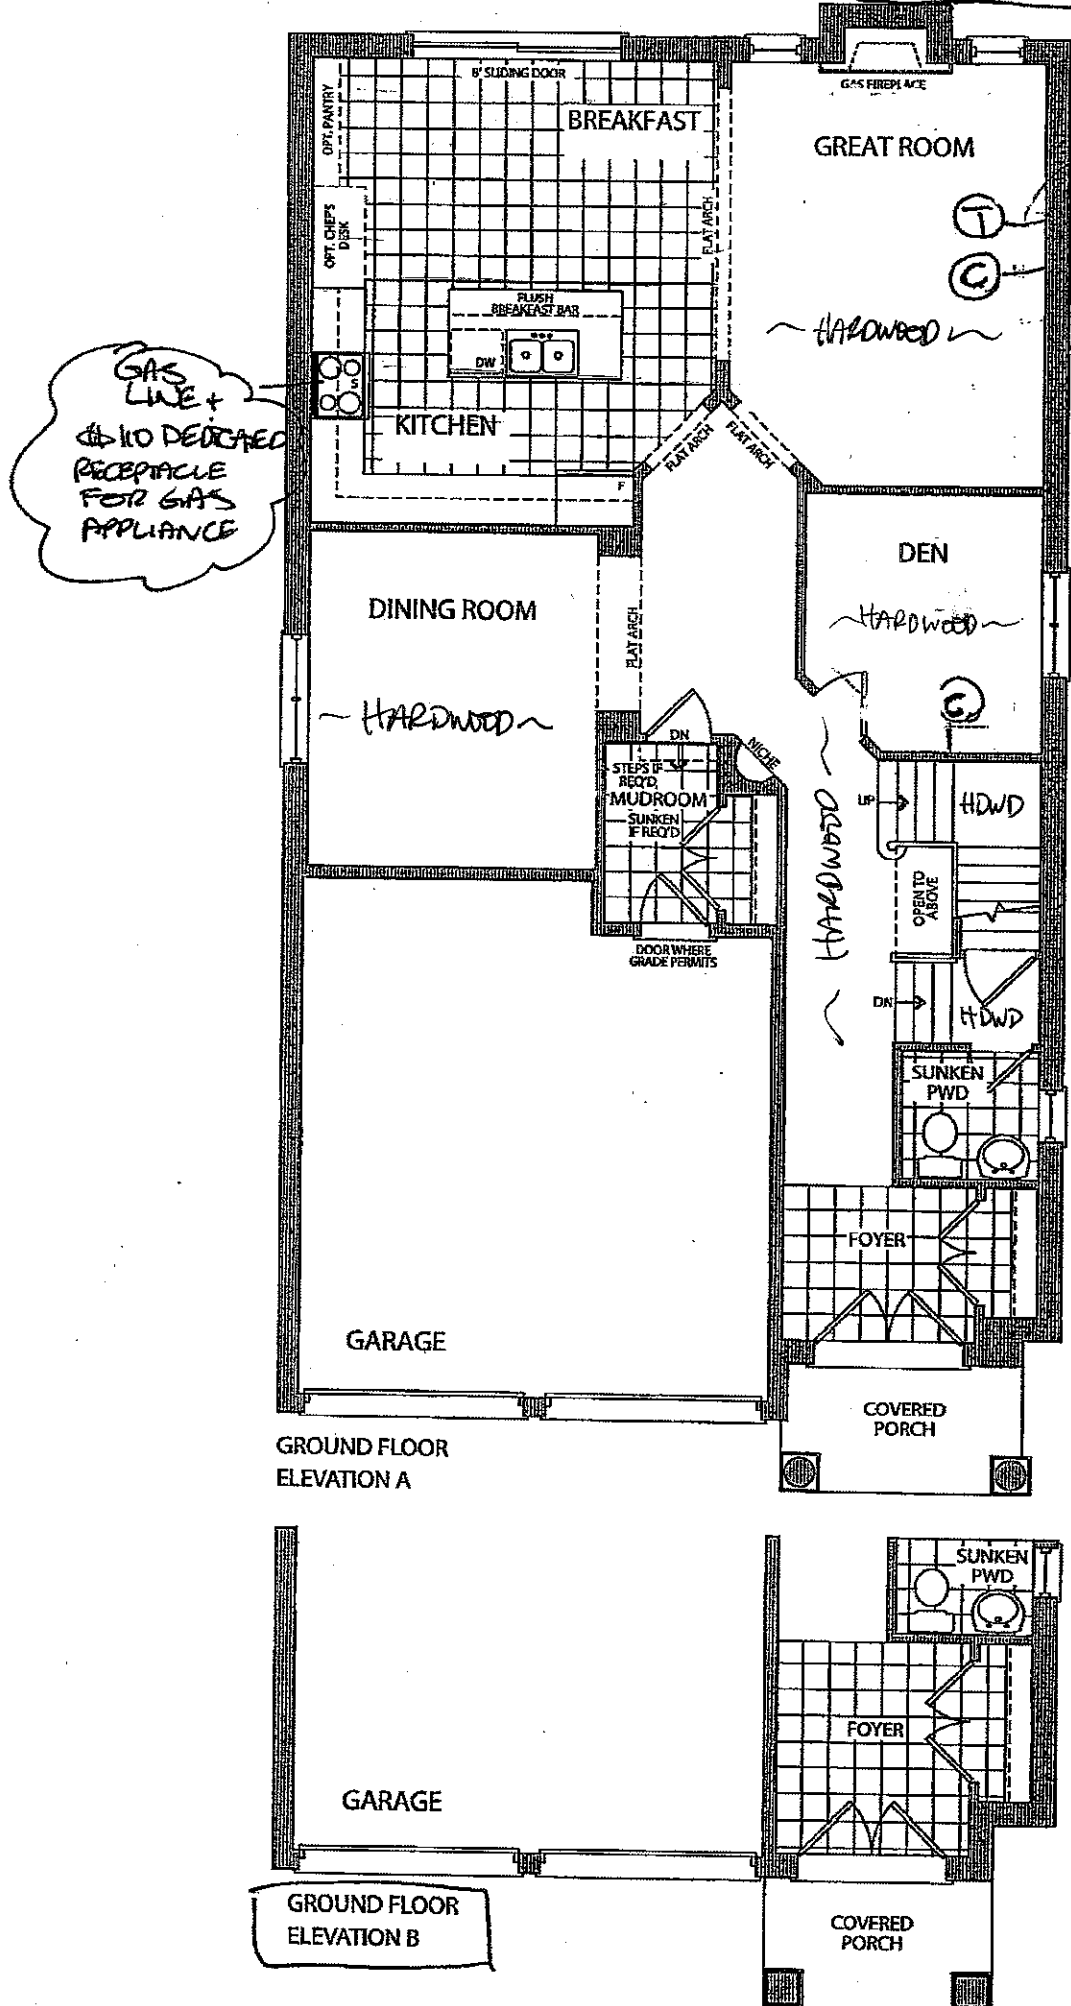 8' SLIDING DOOR
GAS FIREPLACE
OPT. PANTRY
BREAKFAST
GREAT ROOM
T
OPT. CHEF'S
DESK
FLAT ARCH
C
FLUSH
BREAKFAST BAR
~ HARDWOOD ~
DW
S
GAS
LINE +
110 DEDICATED
RECEPTACLE
FOR GAS
APPLIANCE
KITCHEN
FLAT ARCH
FLAT ARCH
F
DEN
DINING ROOM
~HARDWOOD~
FLAT ARCH
~ HARDWOOD ~
DN
NICHE
STEPS IF
REQ'D
MUDROOM
SUNKEN
IF REQ'D
UP
HDWD
~ HARDWOOD ~
OPEN TO
ABOVE
DOOR WHERE
GRADE PERMITS
DN
HDWD
SUNKEN
PWD
FOYER
GARAGE
COVERED
PORCH
GROUND FLOOR
ELEVATION A
SUNKEN
PWD
FOYER
GARAGE
GROUND FLOOR
ELEVATION B
COVERED
PORCH